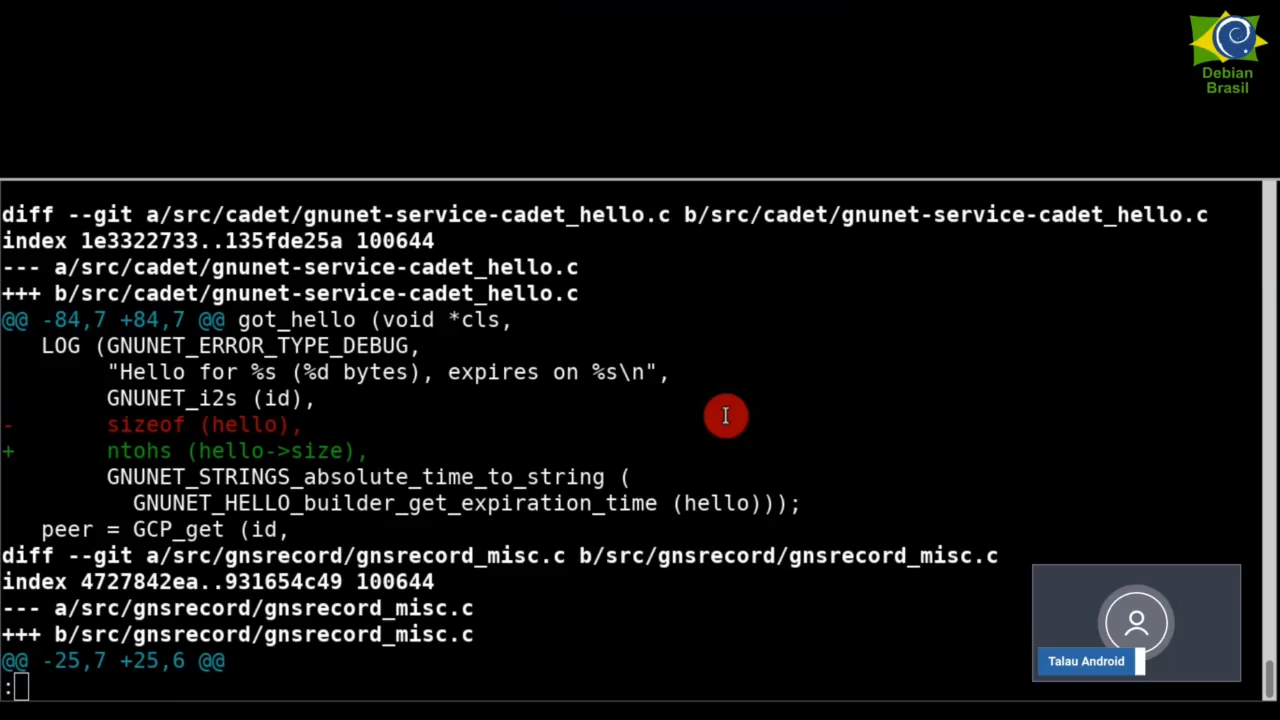 Debian
Brasil
diff --git a/src/cadet/gnunet-service-cadet_hello.c b/src/cadet/gnunet-service-cadet_hello.c
index 1e3322733..135fde25a 100644
--- a/src/cadet/gnunet-service-cadet_hello.c
+++ b/src/cadet/gnunet-service-cadet_hello.c
@@ -84,7 +84,7 @@ got_hello (void *cls,
   LOG (GNUNET_ERROR_TYPE_DEBUG,
        "Hello for %s (%d bytes), expires on %s\n",
        GNUNET_i2s (id),
-       sizeof (hello),
+       ntohs (hello->size),
        GNUNET_STRINGS_absolute_time_to_string (
          GNUNET_HELLO_builder_get_expiration_time (hello)));
   peer = GCP_get (id,
diff --git a/src/gnsrecord/gnsrecord_misc.c b/src/gnsrecord/gnsrecord_misc.c
index 4727842ea..931654c49 100644
--- a/src/gnsrecord/gnsrecord_misc.c
+++ b/src/gnsrecord/gnsrecord_misc.c
@@ -25,7 +25,6 @@
:
Talau Android